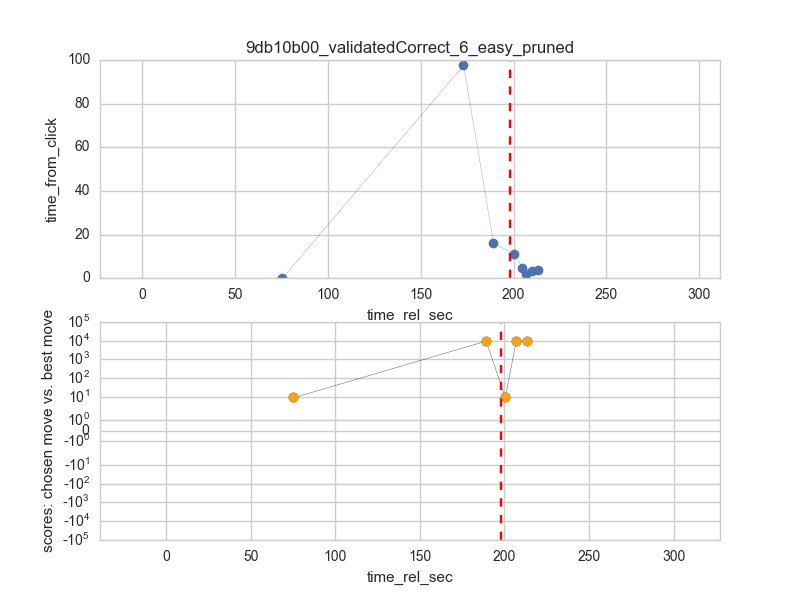 9db10b00_validatedCorrect_6_easy_pruned
time_from_click
100
80
60
40
20
0
0 50 100 150 200 250 300
time_rel_sec
scores: chosen move vs. best move
10^5
10^4
10^3
10^2
10^1
10^0
0
-10^0
-10^1
-10^2
-10^3
-10^4
-10^5
0 50 100 150 200 250 300
time_rel_sec